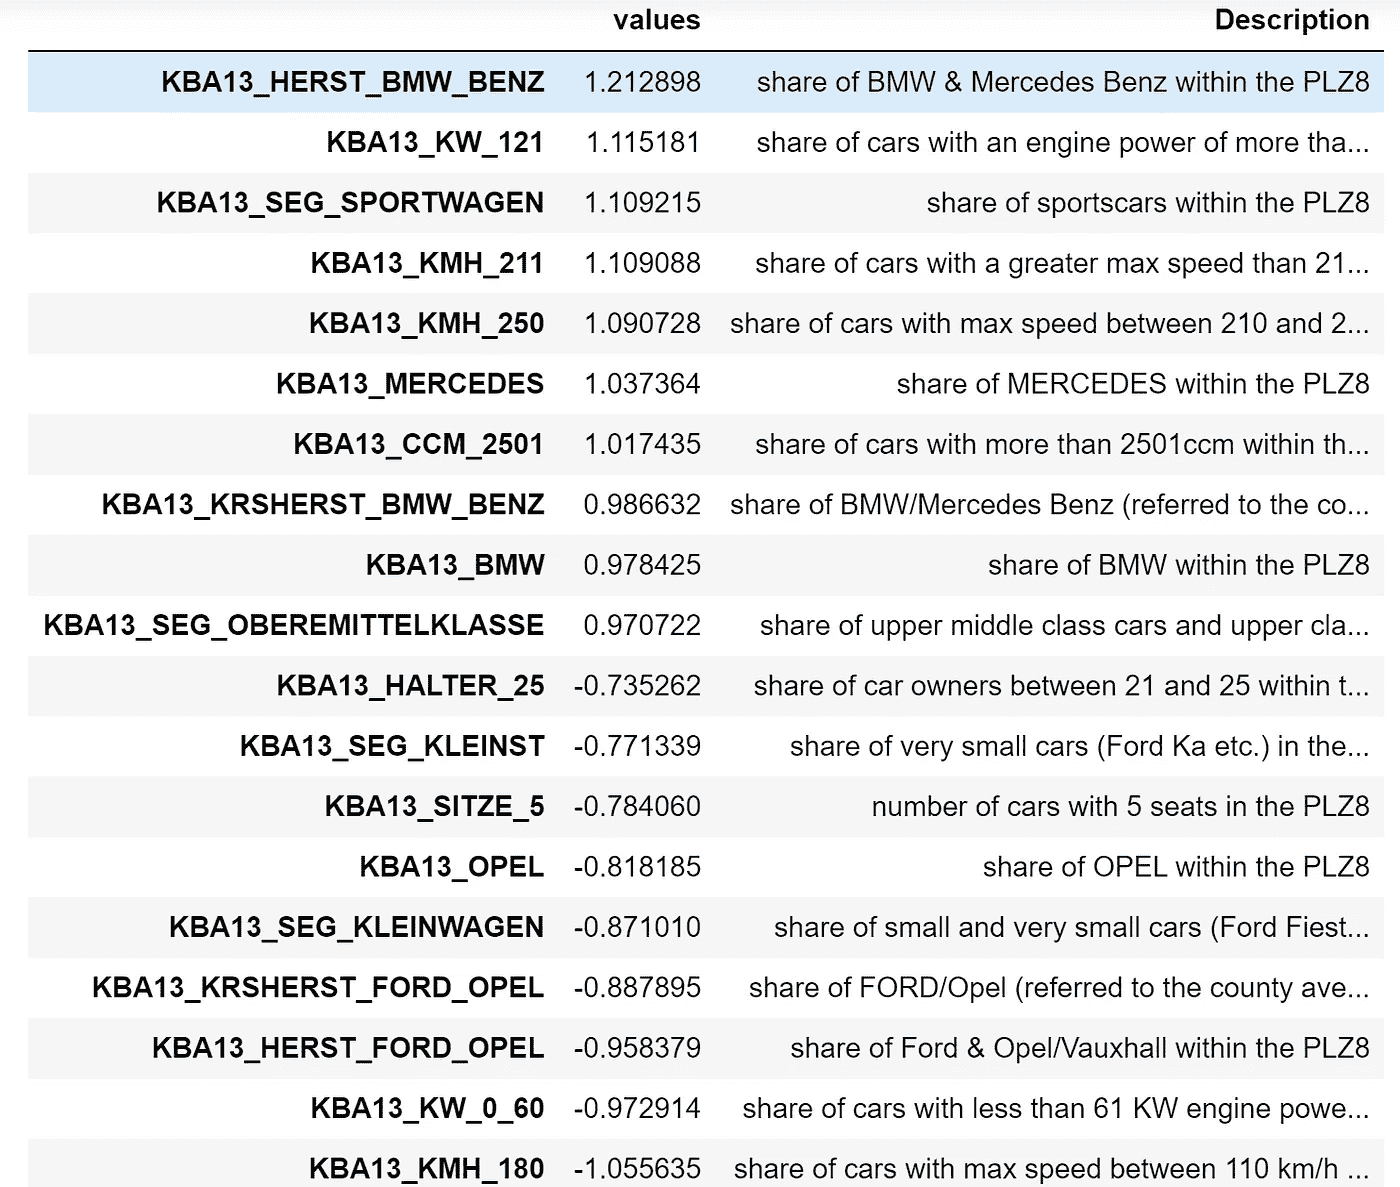 values Description
KBA13_HERST_BMW_BENZ 1.212898 share of BMW & Mercedes Benz within the PLZ8
KBA13_KW_121 1.115181 share of cars with an engine power of more tha...
KBA13_SEG_SPORTWAGEN 1.109215 share of sportscars within the PLZ8
KBA13_KMH_211 1.109088 share of cars with a greater max speed than 21...
KBA13_KMH_250 1.090728 share of cars with max speed between 210 and 2...
KBA13_MERCEDES 1.037364 share of MERCEDES within the PLZ8
KBA13_CCM_2501 1.017435 share of cars with more than 2501ccm within th...
KBA13_KRSHERST_BMW_BENZ 0.986632 share of BMW/Mercedes Benz (referred to the co...
KBA13_BMW 0.978425 share of BMW within the PLZ8
KBA13_SEG_OBEREMITTELKLASSE 0.970722 share of upper middle class cars and upper cla...
KBA13_HALTER_25 -0.735262 share of car owners between 21 and 25 within t...
KBA13_SEG_KLEINST -0.771339 share of very small cars (Ford Ka etc.) in the...
KBA13_SITZE_5 -0.784060 number of cars with 5 seats in the PLZ8
KBA13_OPEL -0.818185 share of OPEL within the PLZ8
KBA13_SEG_KLEINWAGEN -0.871010 share of small and very small cars (Ford Fiest...
KBA13_KRSHERST_FORD_OPEL -0.887895 share of FORD/Opel (referred to the county ave...
KBA13_HERST_FORD_OPEL -0.958379 share of Ford & Opel/Vauxhall within the PLZ8
KBA13_KW_0_60 -0.972914 share of cars with less than 61 KW engine powe...
KBA13_KMH_180 -1.055635 share of cars with max speed between 110 km/h ...